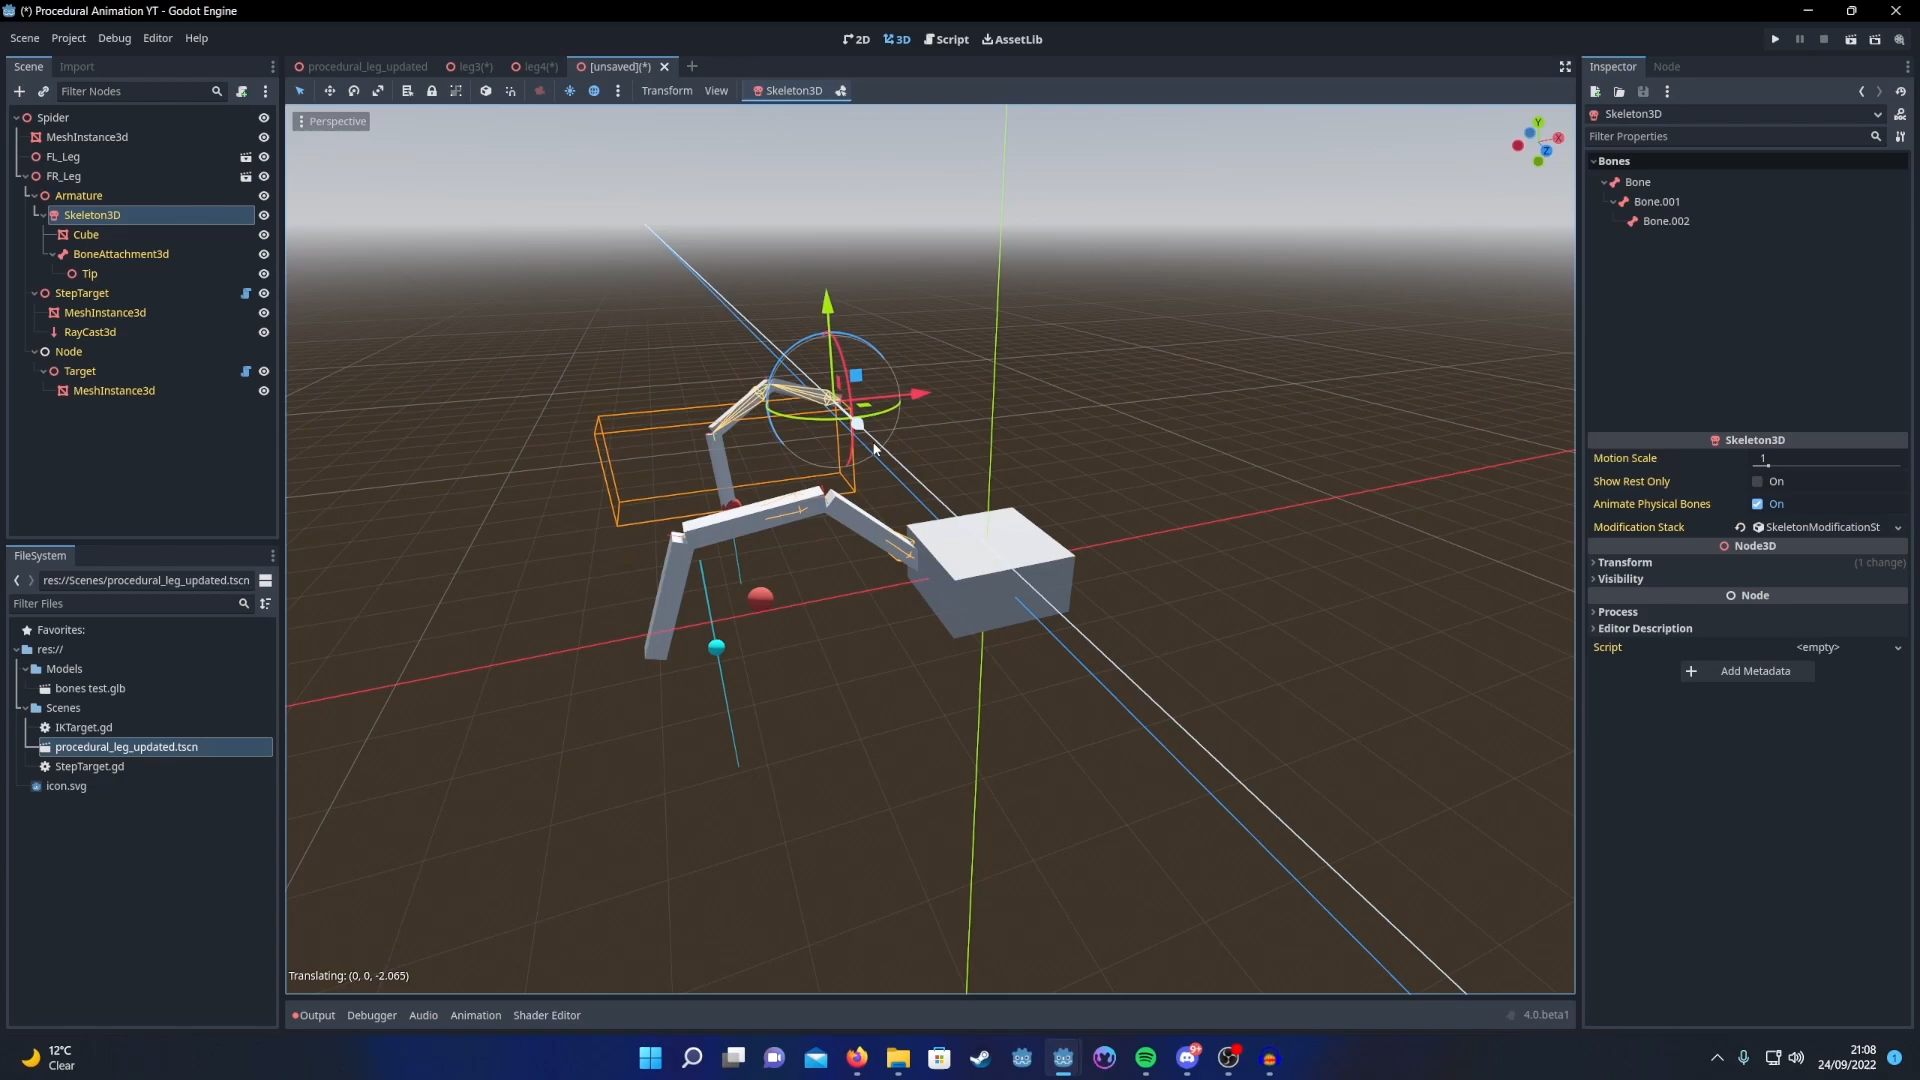 (*) Procedural Animation YT - Godot Engine
Scene Project Debug Editor Help
2D 3D Script AssetLib
Scene Import
Filter Nodes
Spider
MeshInstance3d
FL_Leg
FR_Leg
Armature
Skeleton3D
Cube
BoneAttachment3d
Tip
StepTarget
MeshInstance3d
RayCast3d
Node
Target
MeshInstance3d
FileSystem
res://Scenes/procedural_leg_updated.tscn
Filter Files
Favorites:
res://
Models
bones test.glb
Scenes
IKTarget.gd
procedural_leg_updated.tscn
StepTarget.gd
icon.svg
procedural_leg_updated leg3(*) leg4(*) [unsaved](*)
Transform View Skeleton3D
Perspective
Y
X
Z
Translating: (0, 0, -2.065)
Output Debugger Audio Animation Shader Editor 4.0.beta1
Inspector Node
Skeleton3D
Filter Properties
Bones
Bone
Bone.001
Bone.002
Skeleton3D
Motion Scale 1
Show Rest Only On
Animate Physical Bones On
Modification Stack SkeletonModificationSt
Node3D
Transform (1 change)
Visibility
Node
Process
Editor Description
Script <empty>
Add Metadata
12°C
Clear
9+
21:08
24/09/2022
1